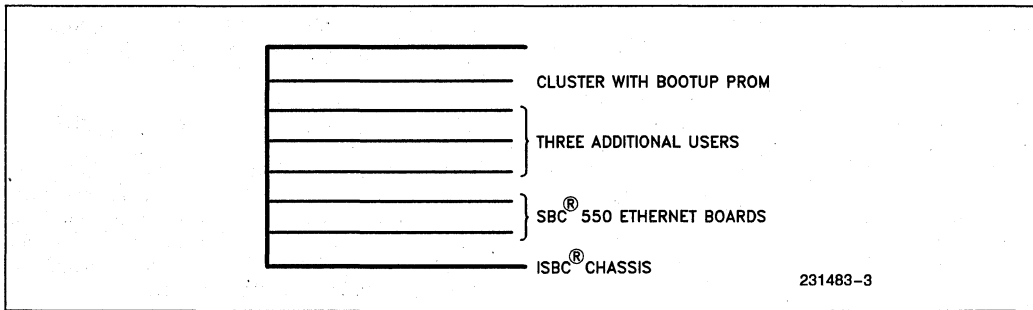 CLUSTER WITH BOOTUP PROM
THREE ADDITIONAL USERS
SBC® 550 ETHERNET BOARDS
ISBC® CHASSIS
231483-3